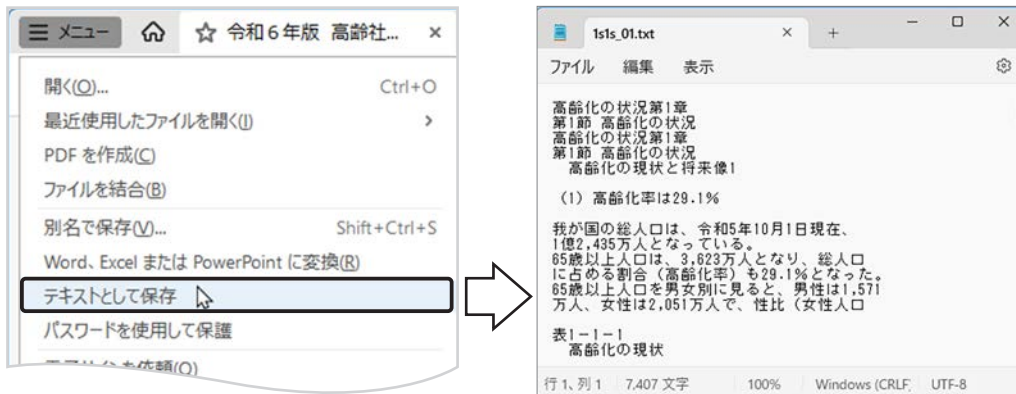 メニュー
令和６年版 高齢社...
開く(O)... Ctrl+O
最近使用したファイルを開く(I)
PDF を作成(C)
ファイルを結合(B)
別名で保存(V)... Shift+Ctrl+S
Word、Excel または PowerPoint に変換(R)
テキストとして保存
パスワードを使用して保護
1s1s_01.txt
ファイル 編集 表示
高齢化の状況第1章
第1節 高齢化の状況
高齢化の状況第1章
第1節 高齢化の状況
高齢化の現状と将来像1
(1) 高齢化率は29.1%
我が国の総人口は、令和5年10月1日現在、
1億2,435万人となっている。
65歳以上人口は、3,623万人となり、総人口
に占める割合（高齢化率）も29.1%となった。
65歳以上人口を男女別に見ると、男性は1,571
万人、女性は2,051万人で、性比（女性人口
表1－1－1
高齢化の現状
行 1、列 1 7,407 文字 100% Windows (CRLF) UTF-8